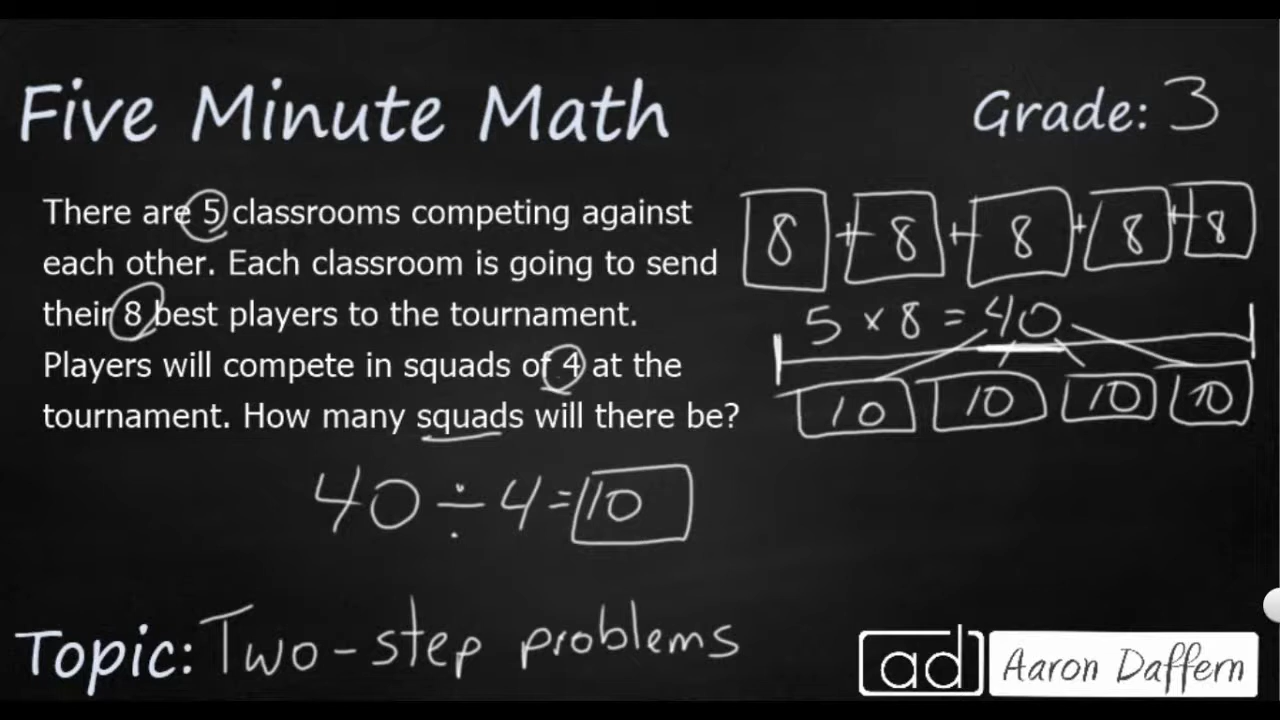 Five Minute Math
Grade: 3
There are 5 classrooms competing against
each other. Each classroom is going to send
their 8 best players to the tournament.
Players will compete in squads of 4 at the
tournament. How many squads will there be?
8 + 8 + 8 + 8 + 8
5 × 8 = 40
10 10 10 10
40 ÷ 4 = 10
Topic: Two-step problems
ad Aaron Daffern